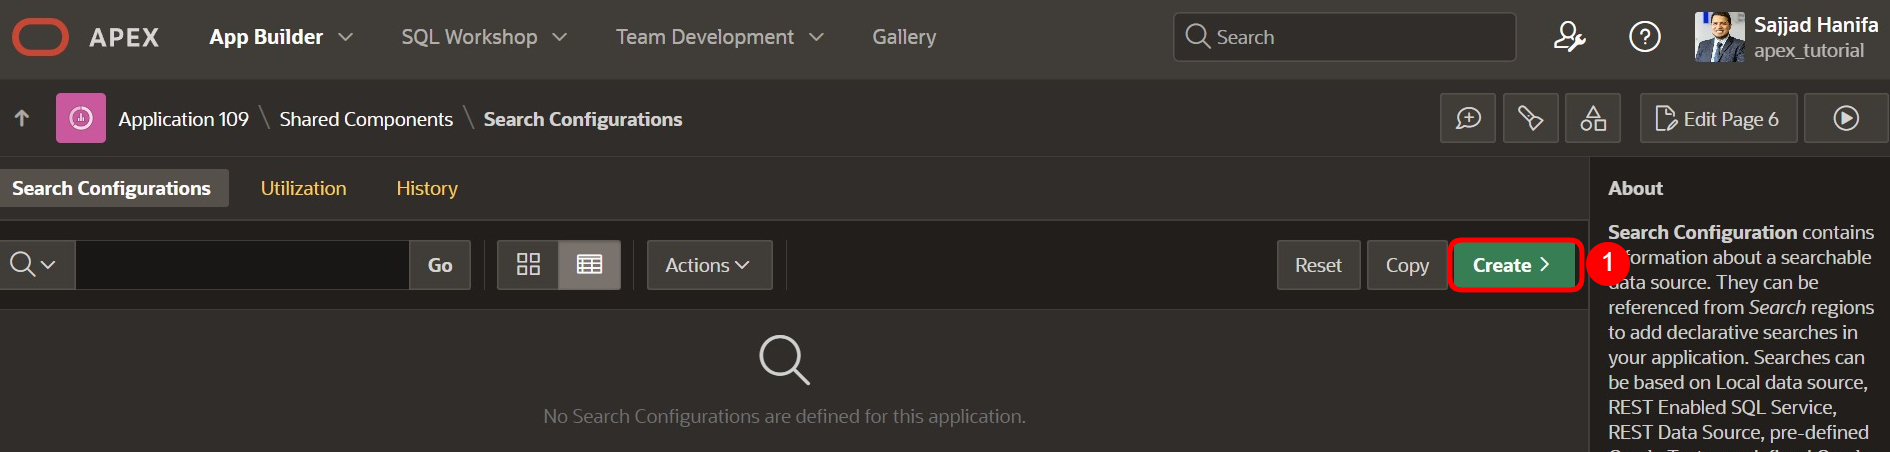 APEX App Builder SQL Workshop Team Development Gallery Search
Sajjad Hanifa
apex_tutorial
Application 109 \ Shared Components \ Search Configurations Edit Page 6
Search Configurations Utilization History
Go Actions Reset Copy Create > 1
No Search Configurations are defined for this application.
About
Search Configuration contains
formation about a searchable
data source. They can be
referenced from Search regions
to add declarative searches in
your application. Searches can
be based on Local data source,
REST Enabled SQL Service,
REST Data Source, pre-defined